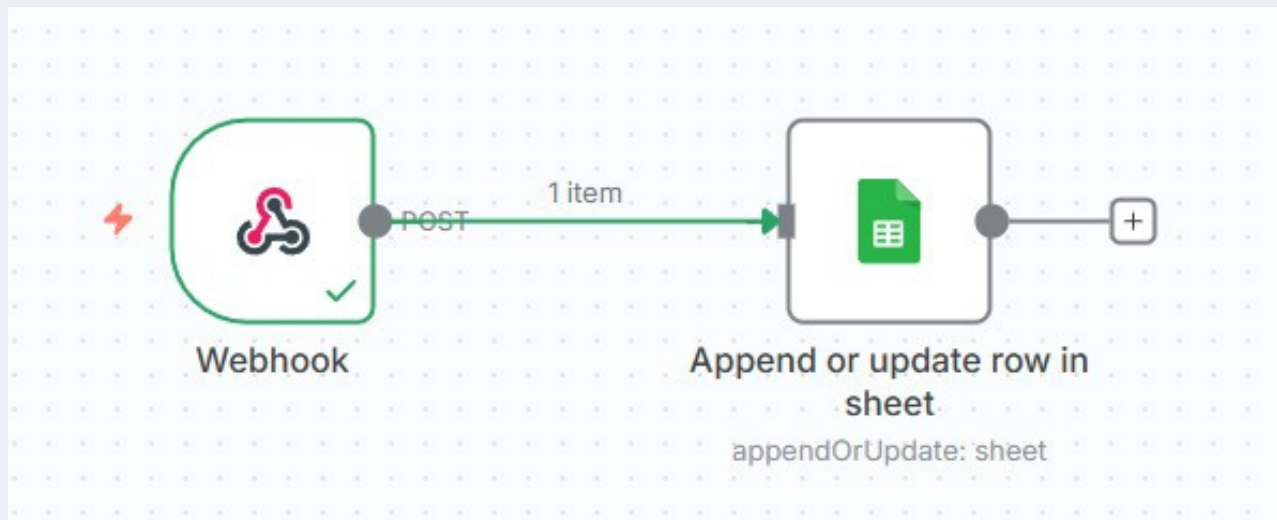 1 item
POST
Webhook
Append or update row in
sheet
appendOrUpdate: sheet